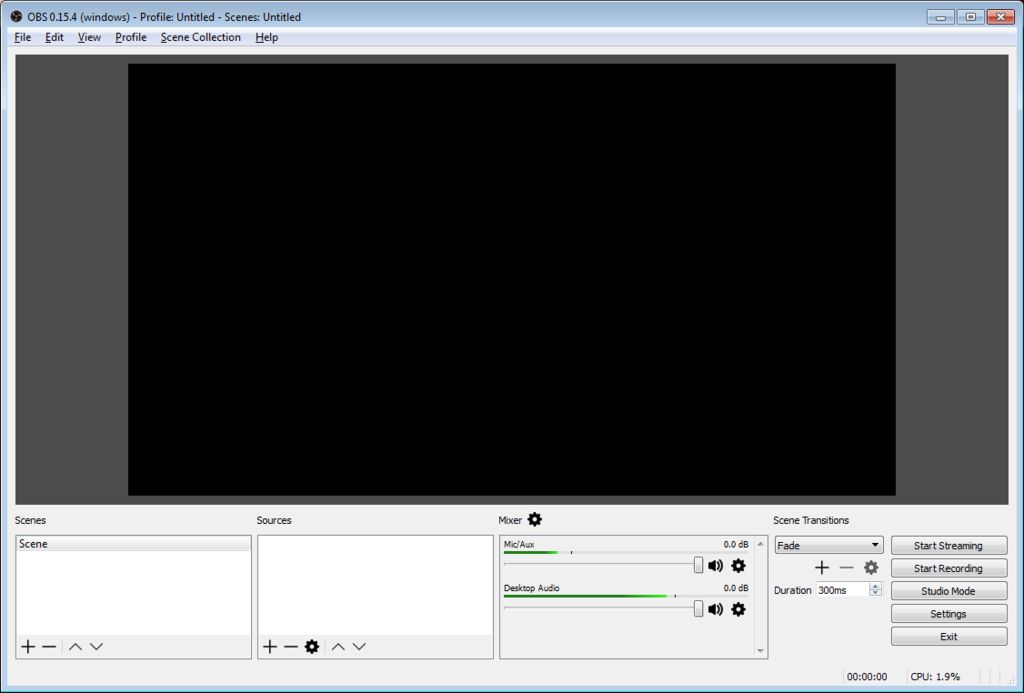 OBS 0.15.4 (windows) - Profile: Untitled - Scenes: Untitled
File Edit View Profile Scene Collection Help
Scenes
Scene
Sources
Mixer
Mic/Aux 0.0 dB
Desktop Audio 0.0 dB
Scene Transitions
Fade
Duration 300ms
Start Streaming
Start Recording
Studio Mode
Settings
Exit
00:00:00 CPU: 1.9%